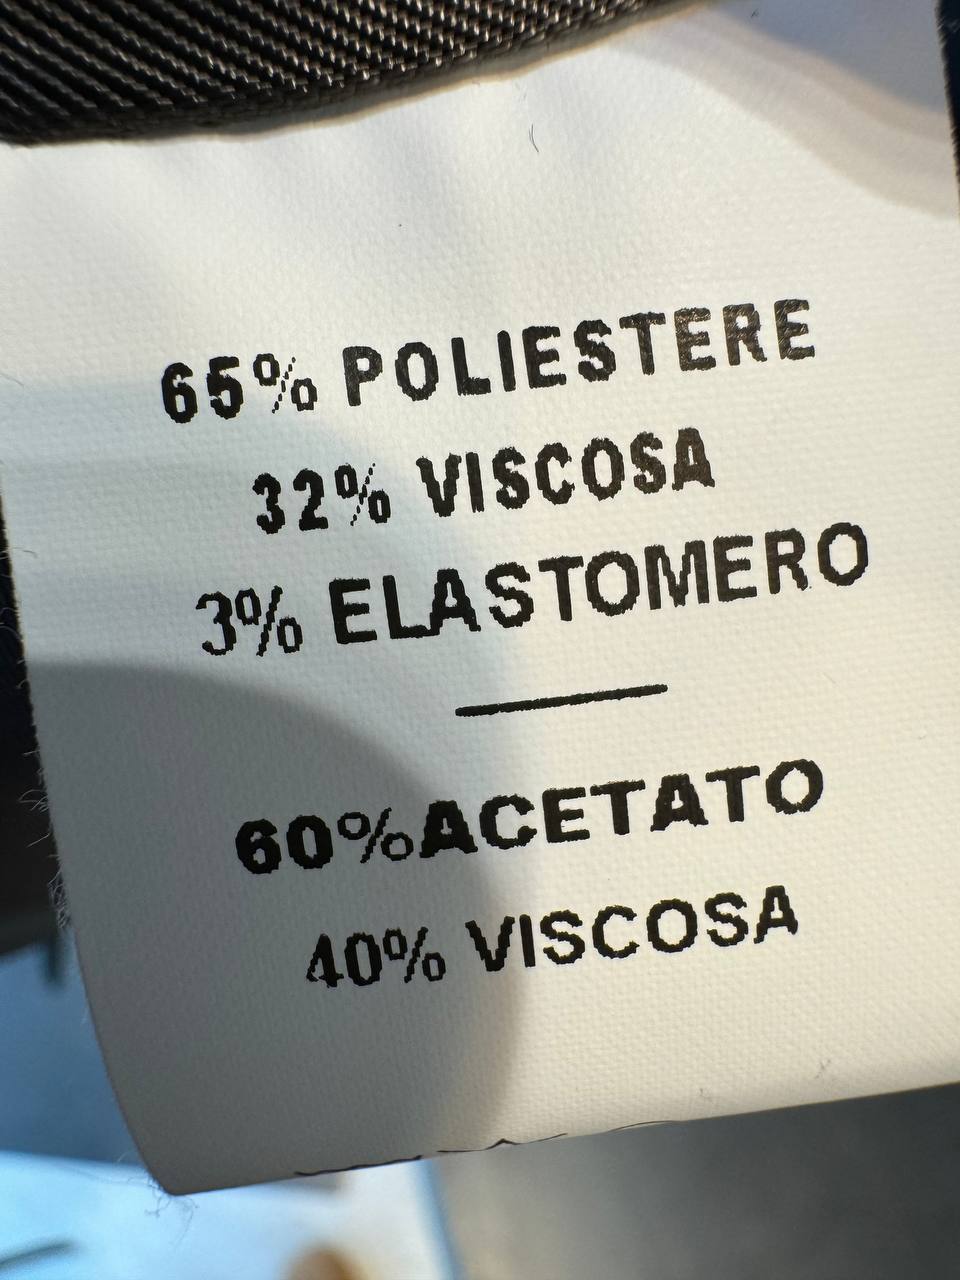 65% POLIESTERE
32% VISCOSA
3% ELASTOMERO
60%ACETATO
40% VISCOSA